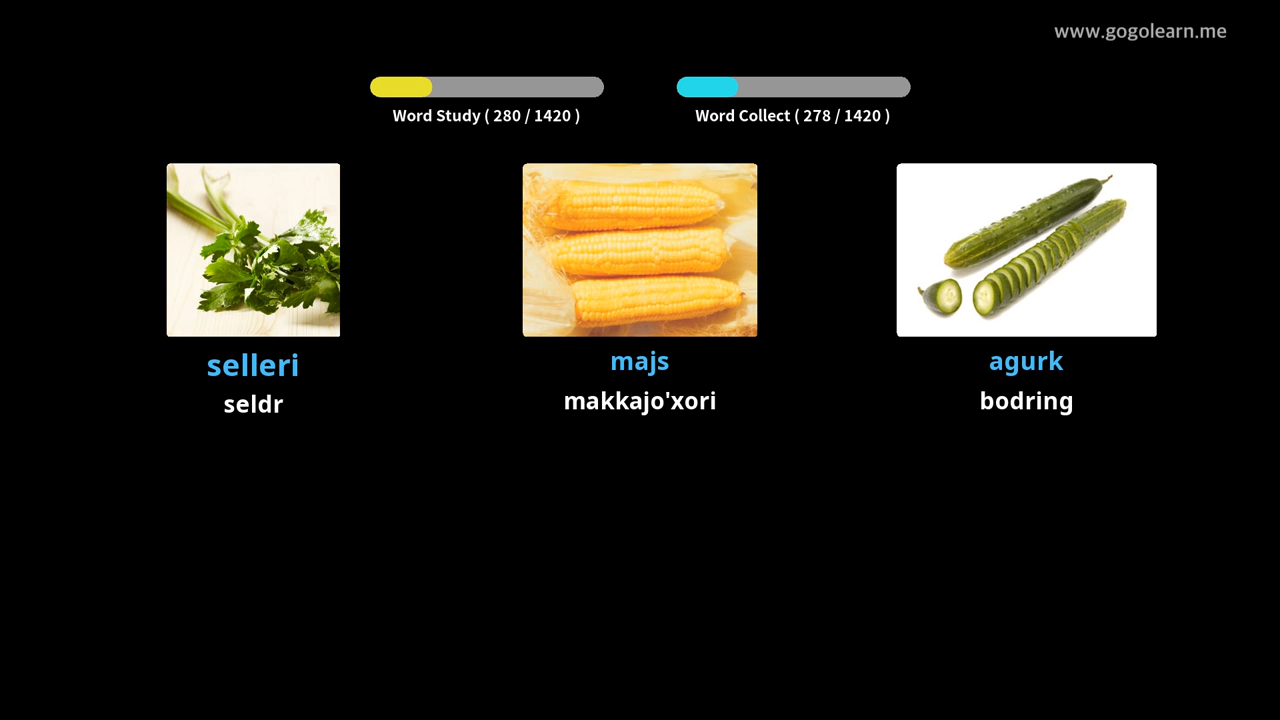 www.gogolearn.me
Word Study ( 280 / 1420 )
Word Collect ( 278 / 1420 )
selleri
seldr
majs
makkajo'xori
agurk
bodring